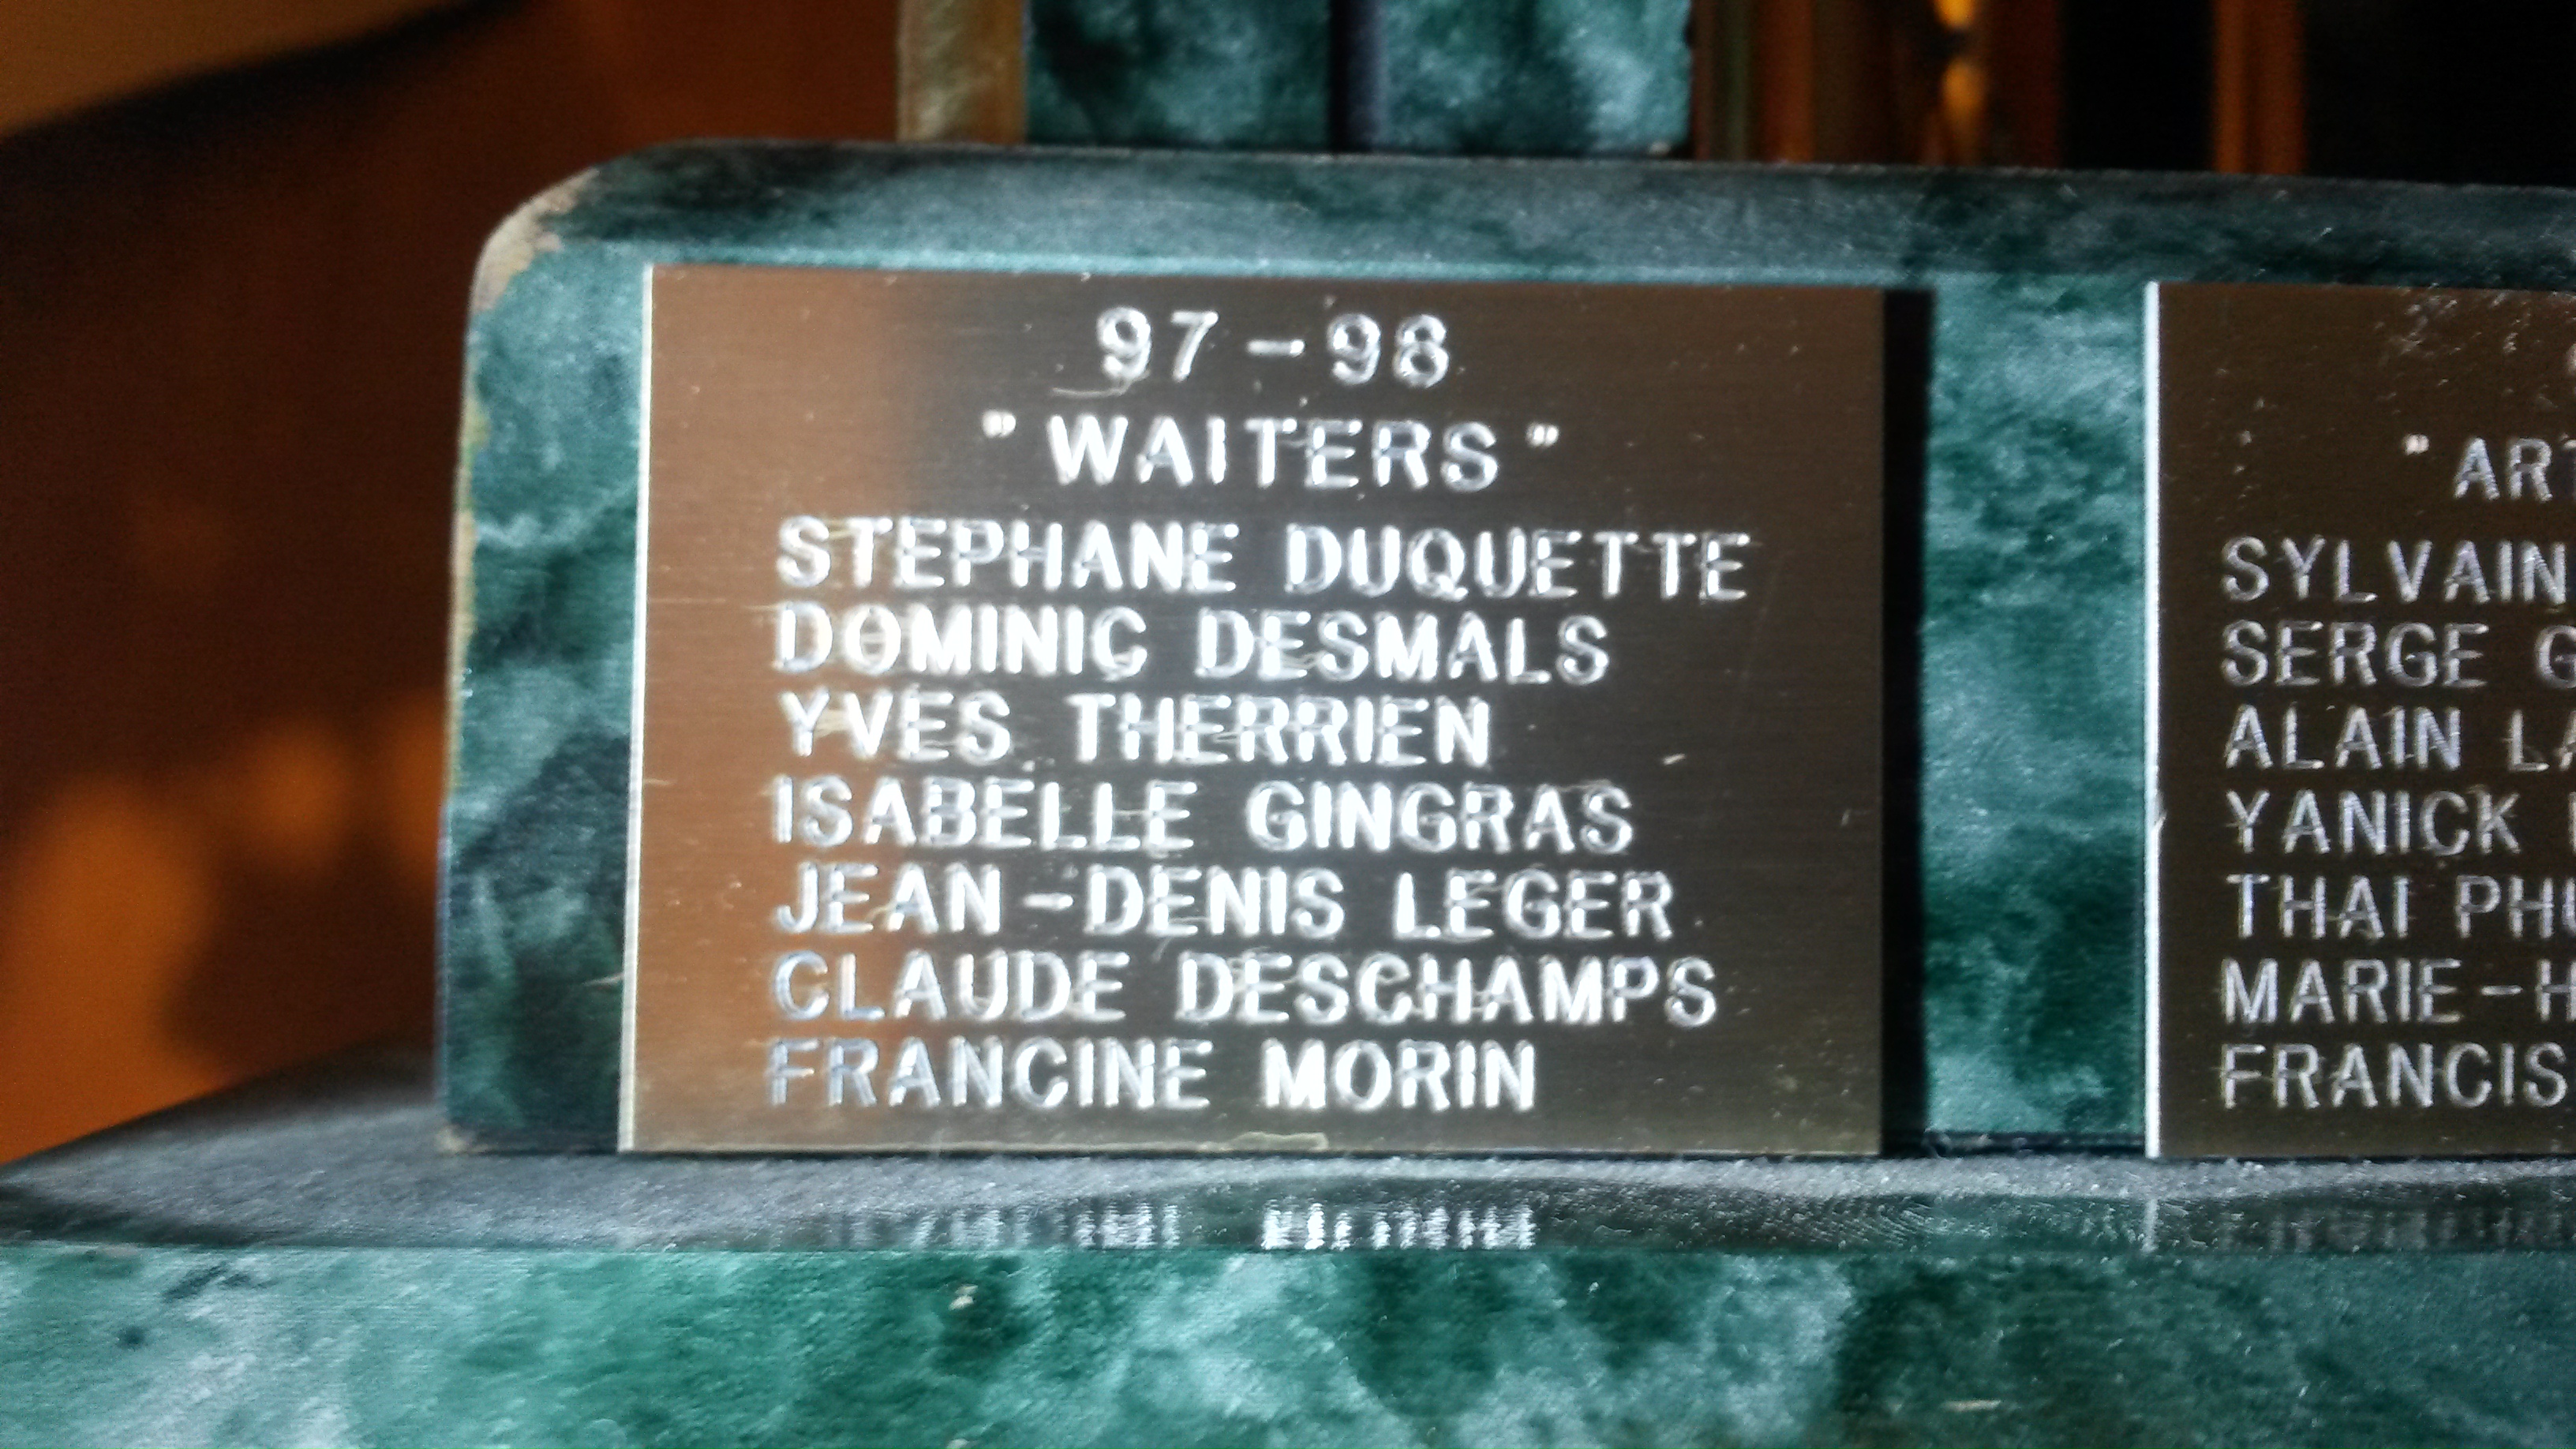 97-98
"WAITERS"
STEPHANE DUQUETTE
DOMINIC DESMALS
YVES THERRIEN
ISABELLE GINGRAS
JEAN-DENIS LEGER
CLAUDE DESCHAMPS
FRANCINE MORIN
SYLVAIN
SERGE
ALAIN
YANICK
THAI